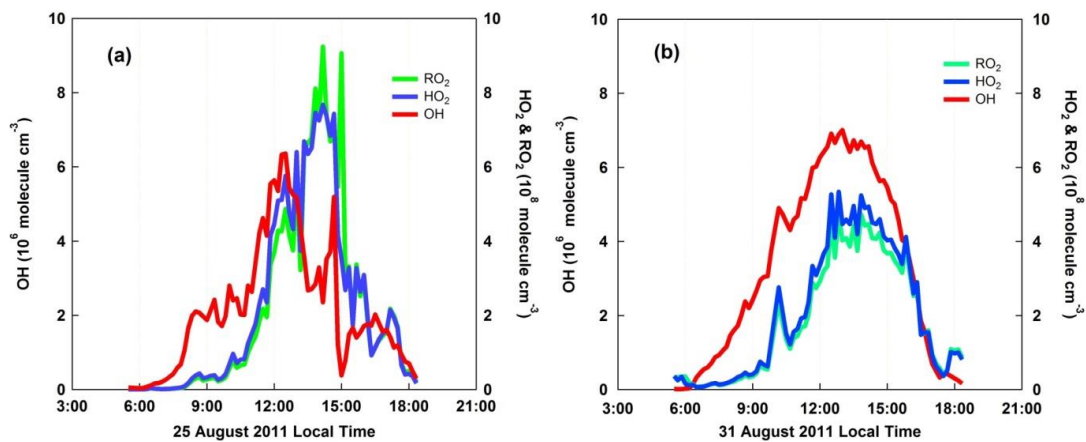 (a)
RO₂
HO₂
OH
10
8
6
4
2
0
OH (10⁶ molecule cm⁻³)
10
8
6
4
2
0
HO₂ & RO₂ (10⁸ molecule cm⁻³)
3:00 6:00 9:00 12:00 15:00 18:00 21:00
25 August 2011 Local Time
(b)
RO₂
HO₂
OH
10
8
6
4
2
0
OH (10⁶ molecule cm⁻³)
10
8
6
4
2
0
HO₂ & RO₂ (10⁸ molecule cm⁻³)
3:00 6:00 9:00 12:00 15:00 18:00 21:00
31 August 2011 Local Time